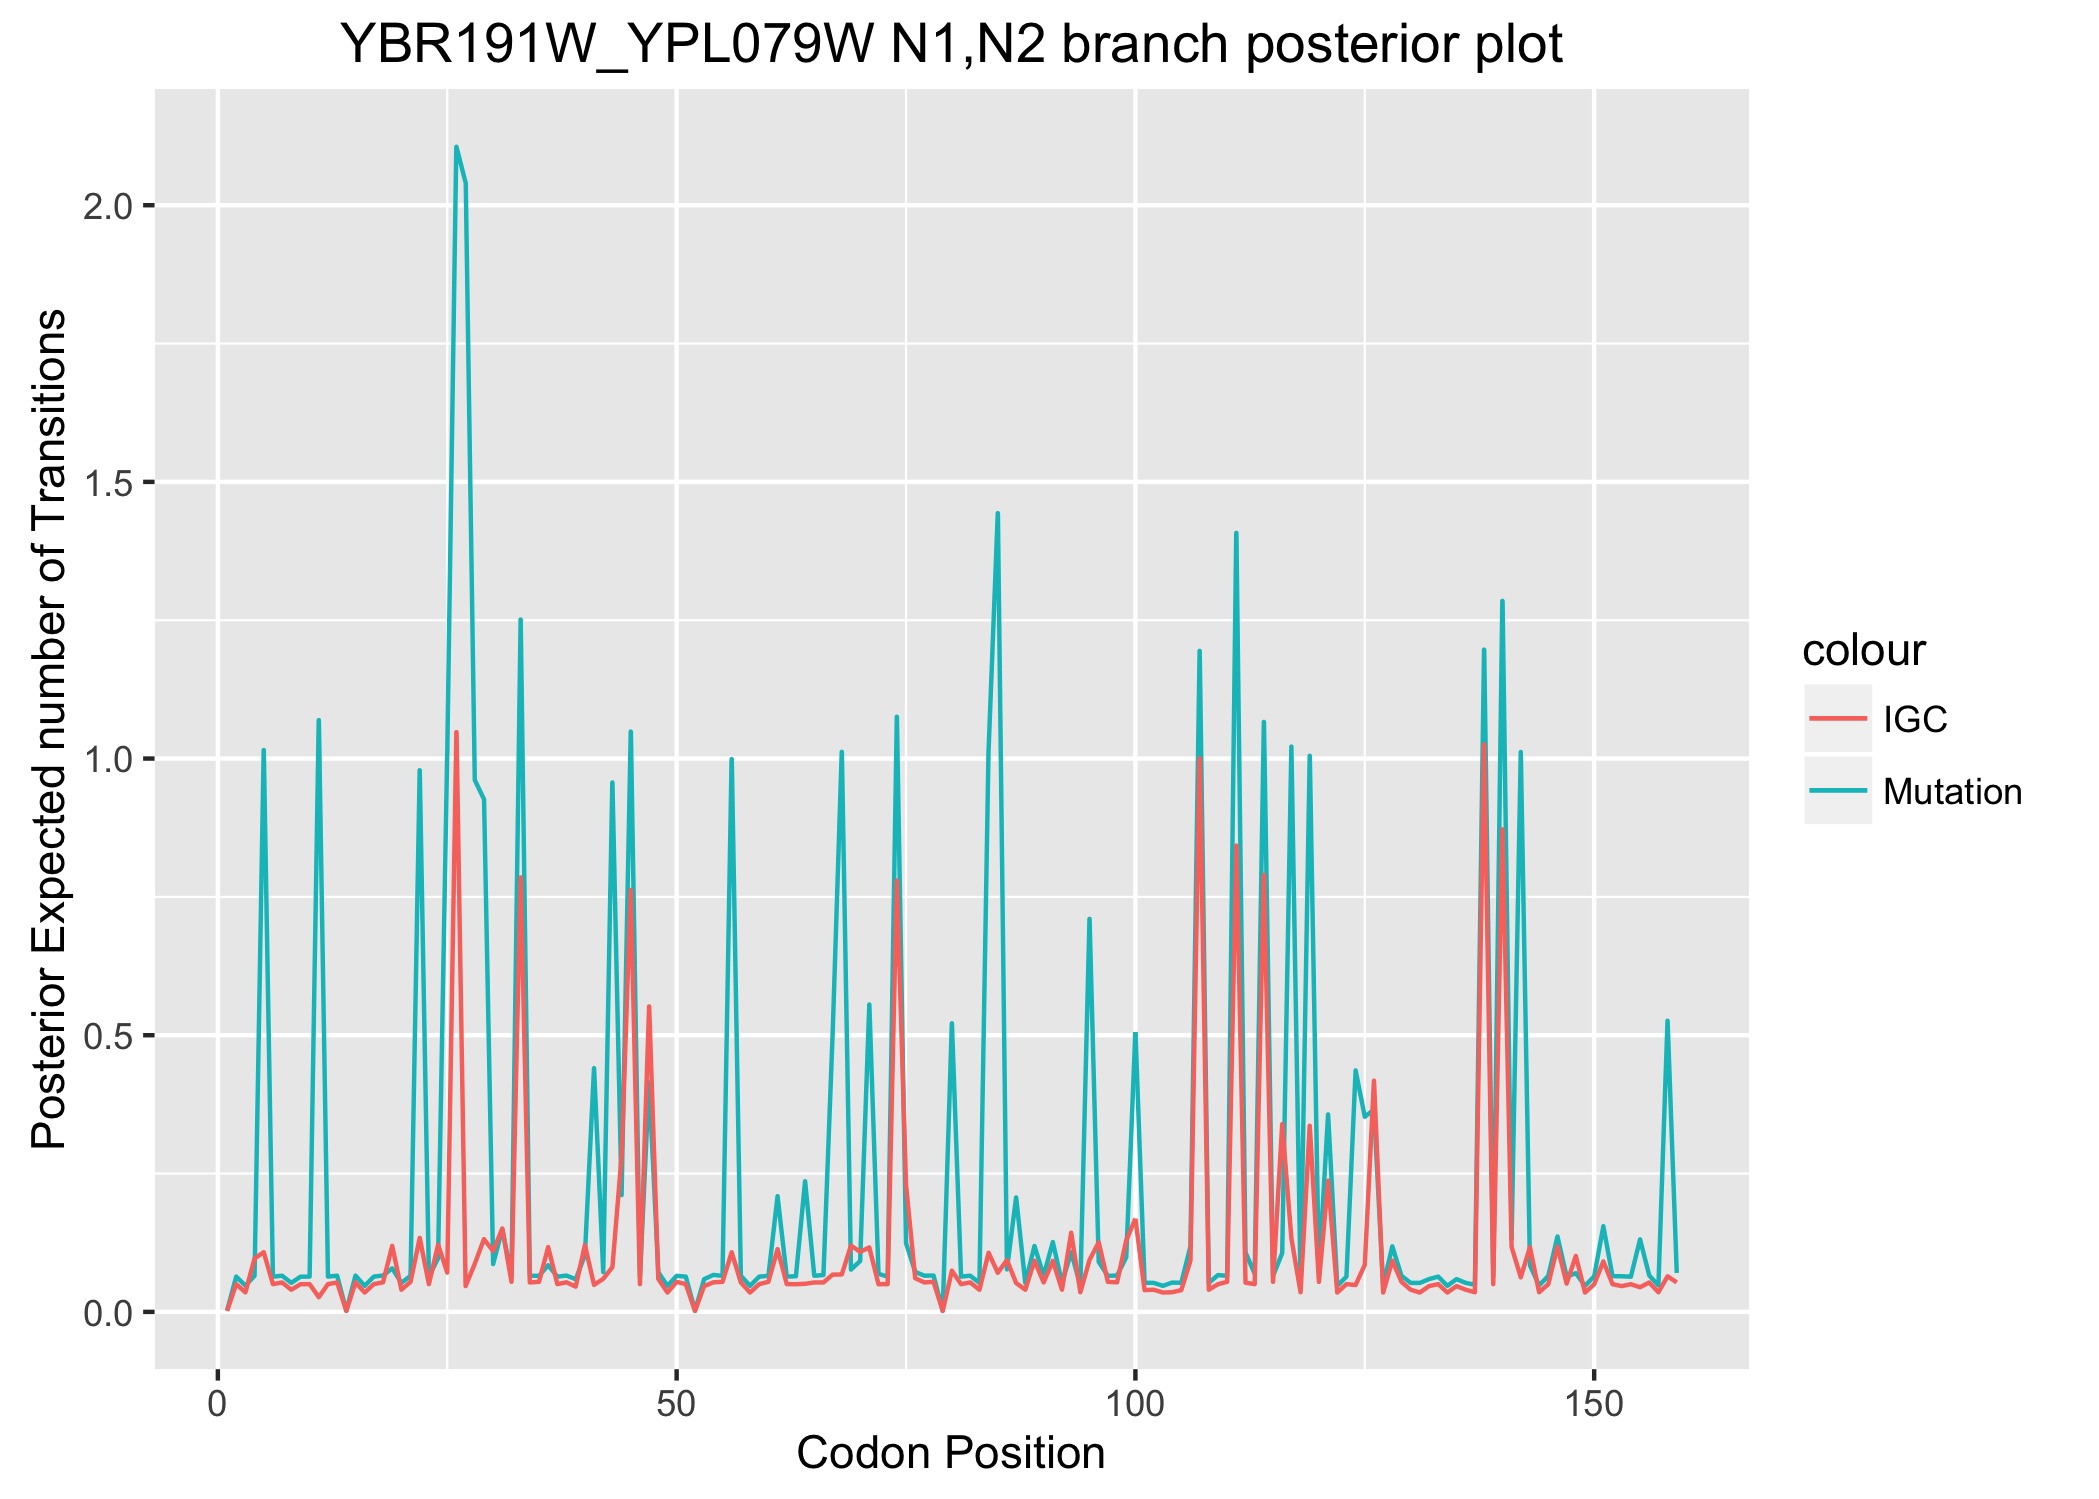 YBR191W_YPL079W N1,N2 branch posterior plot
Posterior Expected number of Transitions
2.0
1.5
1.0
0.5
0.0
0
50
100
150
Codon Position
colour
IGC
Mutation